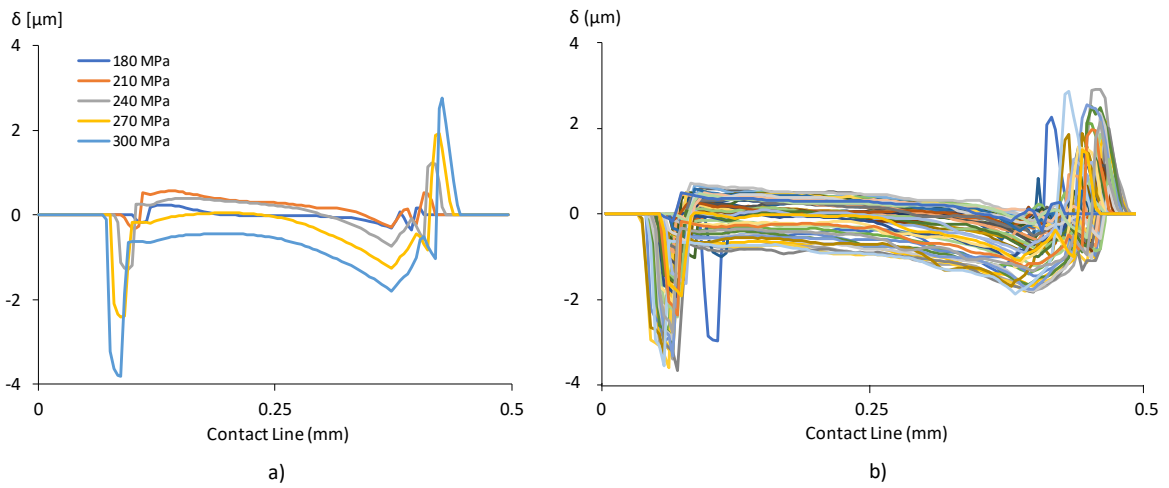 δ [μm]
4
2
0
-2
-4
180 MPa
210 MPa
240 MPa
270 MPa
300 MPa
0
0.25
0.5
Contact Line (mm)
a)
δ (μm)
4
2
0
-2
-4
0
0.25
0.5
Contact Line (mm)
b)